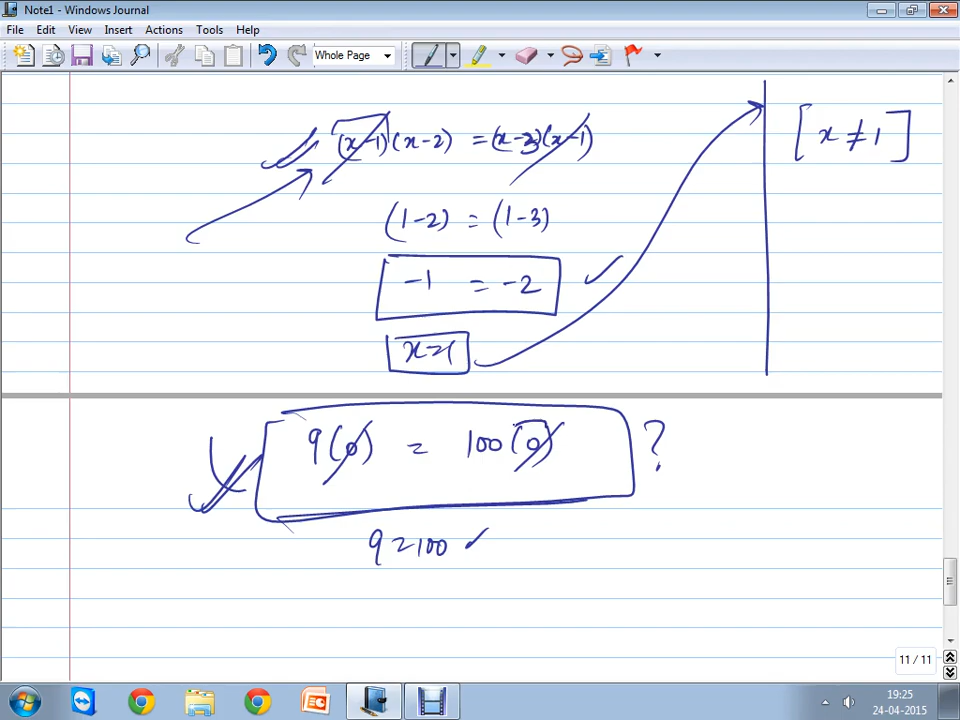 Note1 - Windows Journal
File Edit View Insert Actions Tools Help
Whole Page
(x-1)(x-2) = (x-3)(x-1)
[x ≠ 1]
(1-2) = (1-3)
-1 = -2
x=1
9(0) = 100(0) ?
9=100
11 / 11
19:25
24-04-2015